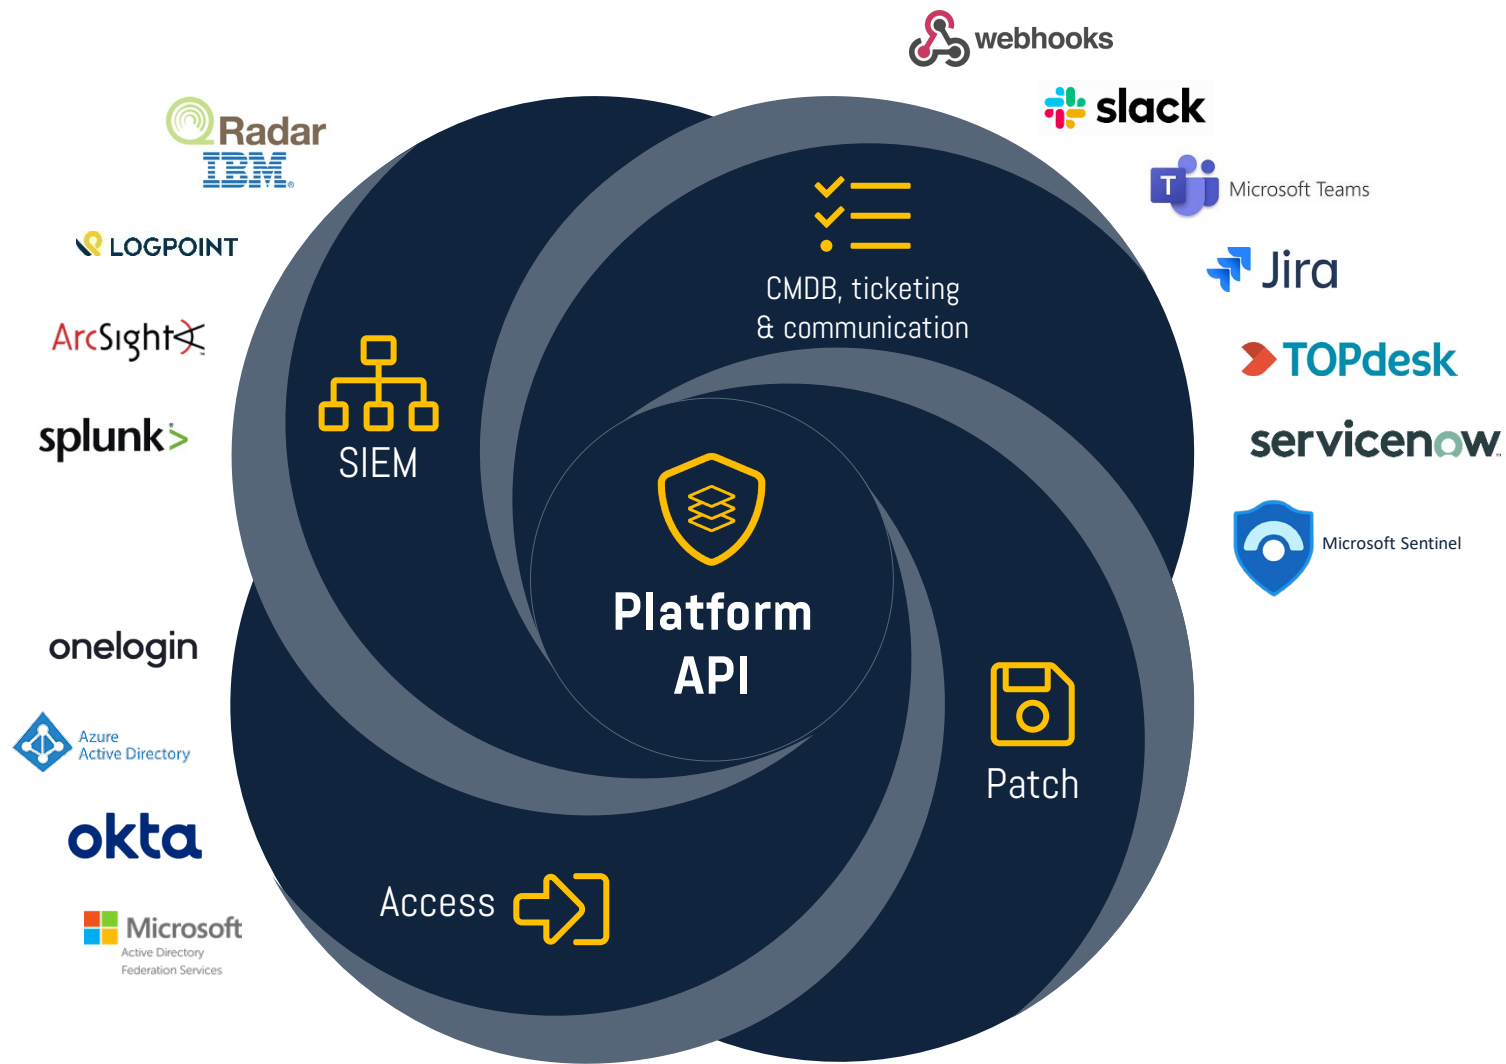 webhooks
slack
Microsoft Teams
Jira
TOPdesk
servicenow
Microsoft Sentinel
QRadar
IBM
LOGPOINT
ArcSight
splunk>
onelogin
Azure
Active Directory
okta
Microsoft
Active Directory
Federation Services
CMDB, ticketing
& communication
SIEM
Platform
API
Patch
Access